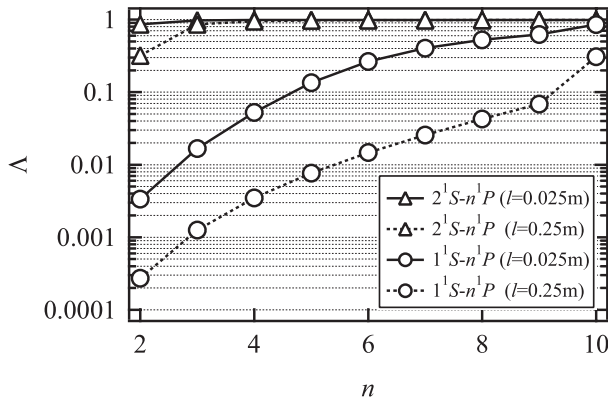 1
0.1
0.01
0.001
0.0001
Λ
2¹S-n¹P (l=0.025m)
2¹S-n¹P (l=0.25m)
1¹S-n¹P (l=0.025m)
1¹S-n¹P (l=0.25m)
2 4 6 8 10
n